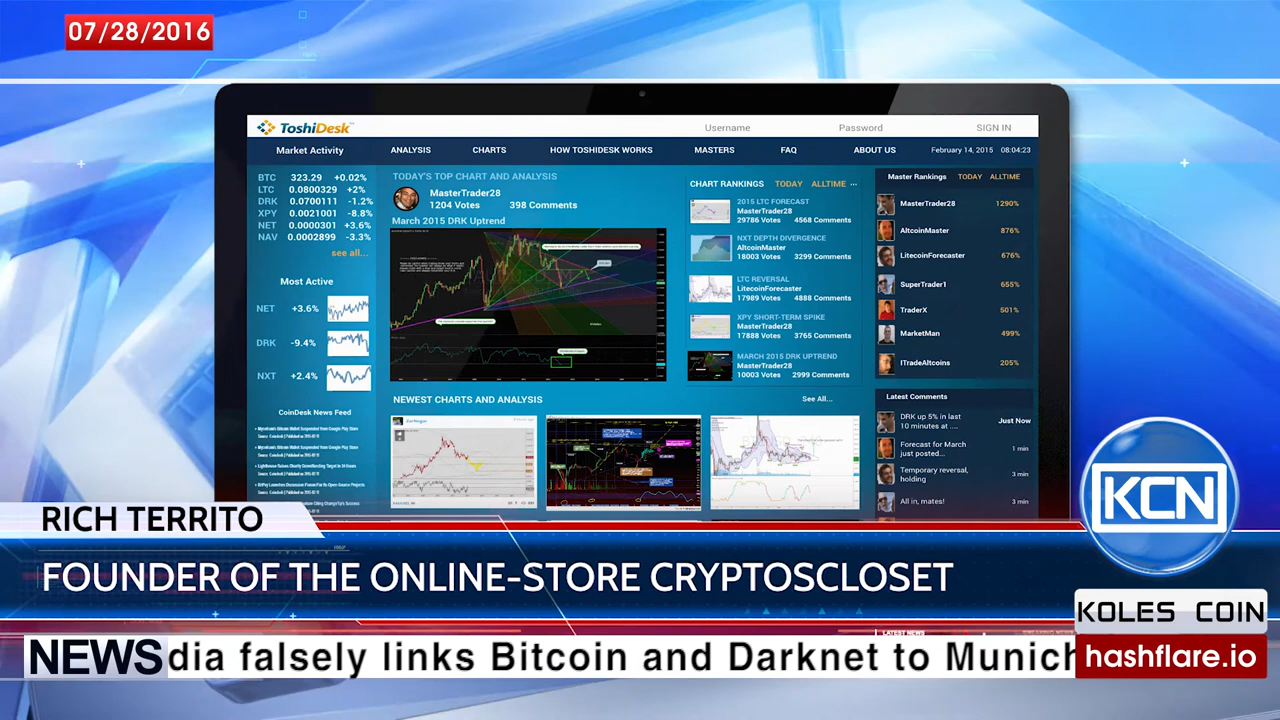 07/28/2016
ToshiDesk
Username Password SIGN IN
Market Activity ANALYSIS CHARTS HOW TOSHIDESK WORKS MASTERS FAQ ABOUT US February 14, 2015 08:04:23
BTC 323.29 +0.02%
LTC 0.0800329 +2%
DRK 0.0701111 -1.2%
XPY 0.0021001 -8.8%
NET 0.0000301 +3.6%
NAV 0.0002899 -3.3%
see all...
Most Active
NET +3.6%
DRK -9.4%
NXT +2.4%
CoinDesk News Feed
TODAY'S TOP CHART AND ANALYSIS
MasterTrader28
1204 Votes 398 Comments
March 2015 DRK Uptrend
CHART RANKINGS TODAY ALLTIME ...
2015 LTC FORECAST
MasterTrader28
29786 Votes 4568 Comments
NXT DEPTH DIVERGENCE
AltcoinMaster
18003 Votes 3299 Comments
LTC REVERSAL
LitecoinForecaster
17989 Votes 4888 Comments
XPY SHORT-TERM SPIKE
MasterTrader28
17888 Votes 3765 Comments
MARCH 2015 DRK UPTREND
MasterTrader28
10003 Votes 2999 Comments
NEWEST CHARTS AND ANALYSIS See All...
Master Rankings TODAY ALLTIME
MasterTrader28 1290%
AltcoinMaster 876%
LitecoinForecaster 676%
SuperTrader1 655%
TraderX 501%
MarketMan 499%
ITradeAltcoins 205%
Latest Comments
DRK up 5% in last
10 minutes at .... Just Now
Forecast for March
just posted... 1 min
Temporary reversal,
holding 3 min
All in, mates! 3 min
RICH TERRITO
FOUNDER OF THE ONLINE-STORE CRYPTOSCLOSET
KCN
KOLES COIN
LATEST NEWS
NEWS dia falsely links Bitcoin and Darknet to Munich
hashflare.io